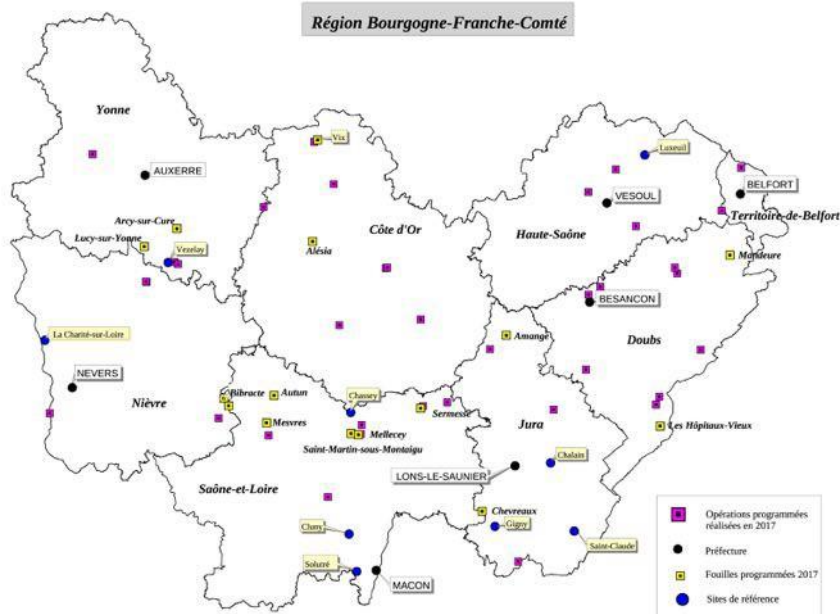 Région Bourgogne-Franche-Comté
Yonne
Vix
Luxeuil
AUXERRE
VESOUL
BELFORT
Arcy-sur-Cure
Côte d'Or
Territoire-de-Belfort
Lucy-sur-Yonne
Haute-Saône
Vezelay
Alésia
Mandeure
BESANCON
La Charité-sur-Loire
Amange
Doubs
NEVERS
Bibracte
Autun
Chassey
Nièvre
Mesvres
Sermesse
Mellecey
Jura
Les Hôpitaux-Vieux
Saint-Martin-sous-Montaigu
Chalain
LONS-LE-SAUNIER
Saône-et-Loire
Chevreaux
Cluny
Gigny
Saint-Claude
Solutré
MACON
Opérations programmées
réalisées en 2017
Préfecture
Fouilles programmées 2017
Sites de référence